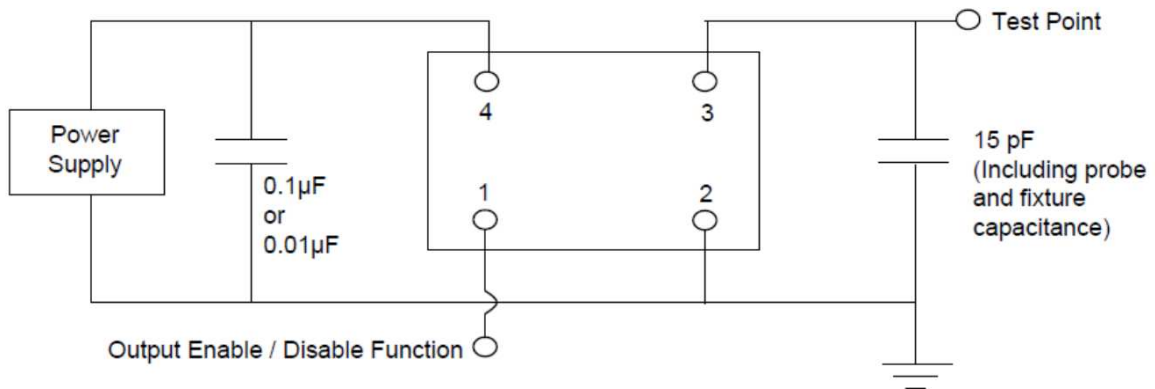 Test Point
4
3
Power
Supply
0.1µF
or
0.01µF
1
2
15 pF
(Including probe
and fixture
capacitance)
Output Enable / Disable Function